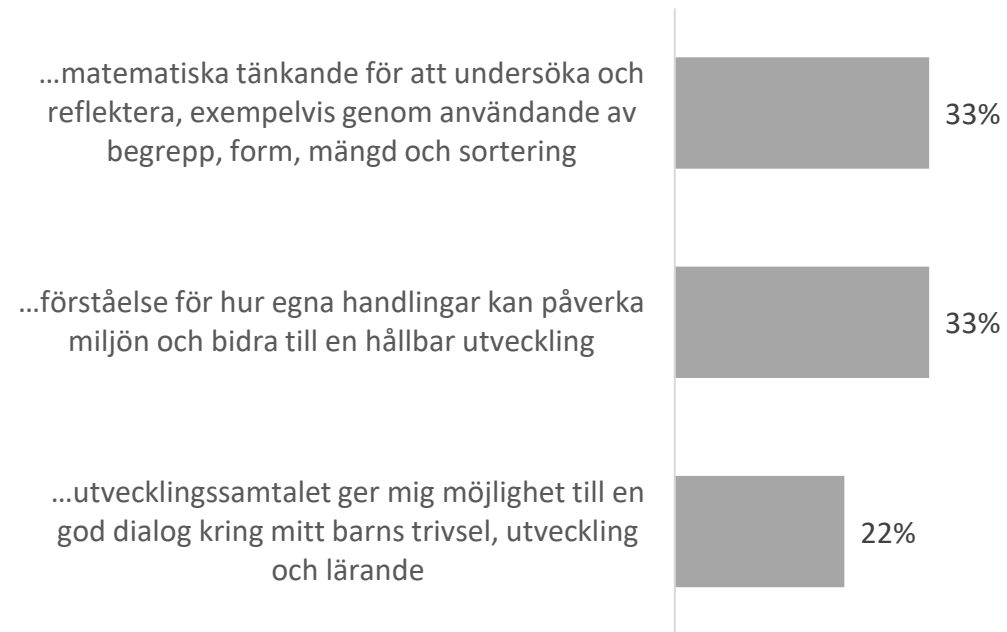 ...matematiska tänkande för att undersöka och
reflektera, exempelvis genom användande av
begrepp, form, mängd och sortering
33%
...förståelse för hur egna handlingar kan påverka
miljön och bidra till en hållbar utveckling
33%
...utvecklingssamtalet ger mig möjlighet till en
god dialog kring mitt barns trivsel, utveckling
och lärande
22%